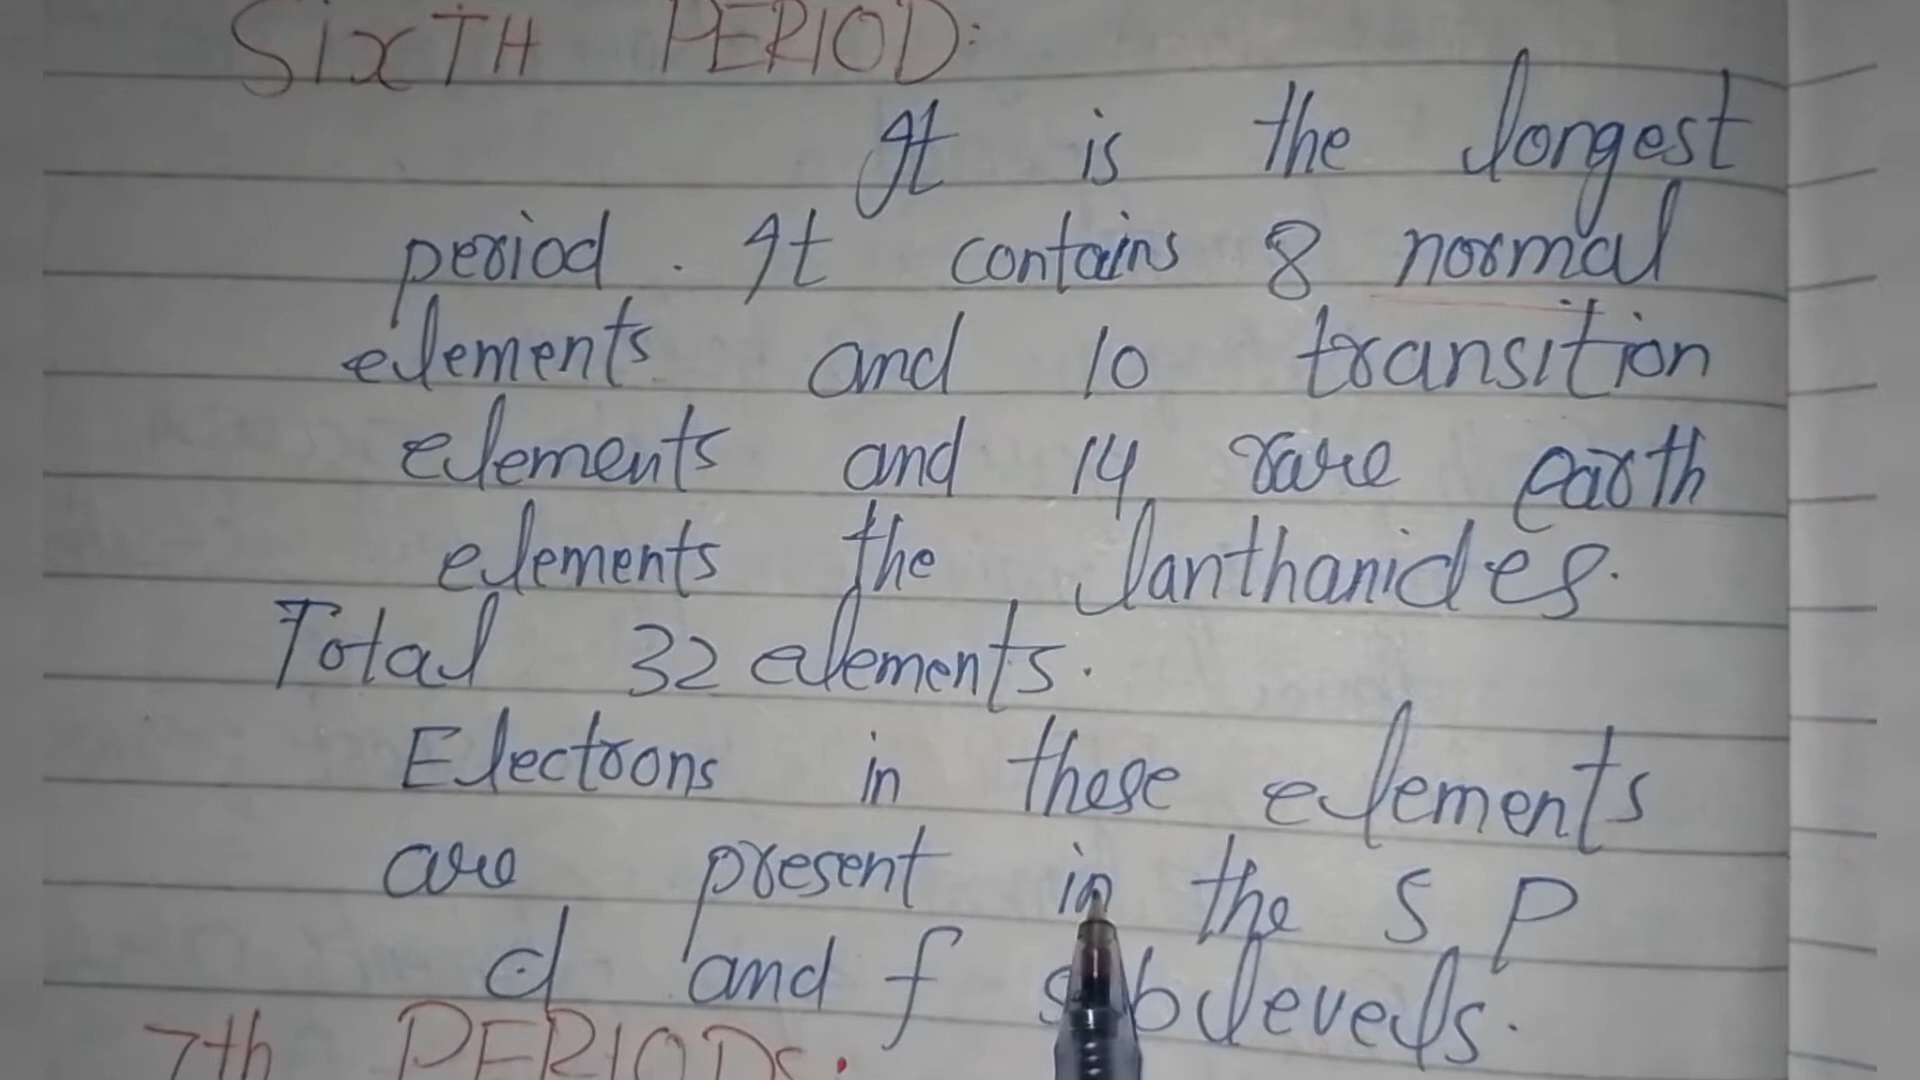 SixTH PERIOD:
It is the longest
period. It contains 8 normal
elements and 10 transition
elements and 14 rare earth
elements the lanthanides.
Total 32 elements.
Electrons in these elements
are present in the s p
d and f sublevels.
7th PERIODS: